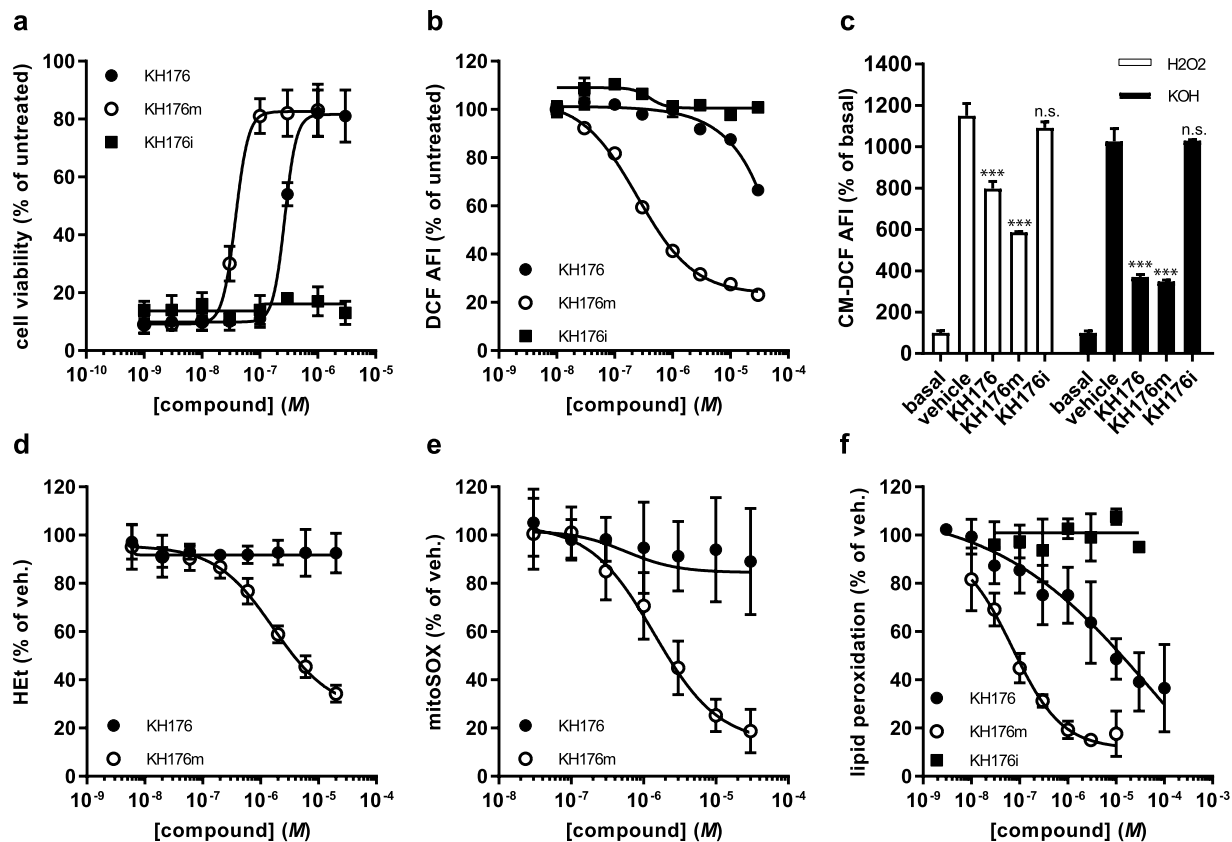 a
cell viability (% of untreated)
100
80
60
40
20
0
KH176
KH176m
KH176i
10-10
10-9
10-8
10-7
10-6
10-5
[compound] (M)
b
DCF AFI (% of untreated)
120
100
80
60
40
20
0
KH176
KH176m
KH176i
10-9
10-8
10-7
10-6
10-5
10-4
[compound] (M)
c
CM-DCF AFI (% of basal)
1400
1200
1000
800
600
400
200
0
H2O2
KOH
***
***
n.s.
***
***
n.s.
basal
vehicle
KH176
KH176m
KH176i
basal
vehicle
KH176
KH176m
KH176i
d
HEt (% of veh.)
120
100
80
60
40
20
0
KH176
KH176m
10-9
10-8
10-7
10-6
10-5
10-4
[compound] (M)
e
mitoSOX (% of veh.)
120
100
80
60
40
20
0
KH176
KH176m
10-8
10-7
10-6
10-5
10-4
[compound] (M)
f
lipid peroxidation (% of veh.)
120
100
80
60
40
20
0
KH176
KH176m
KH176i
10-9
10-8
10-7
10-6
10-5
10-4
10-3
[compound] (M)